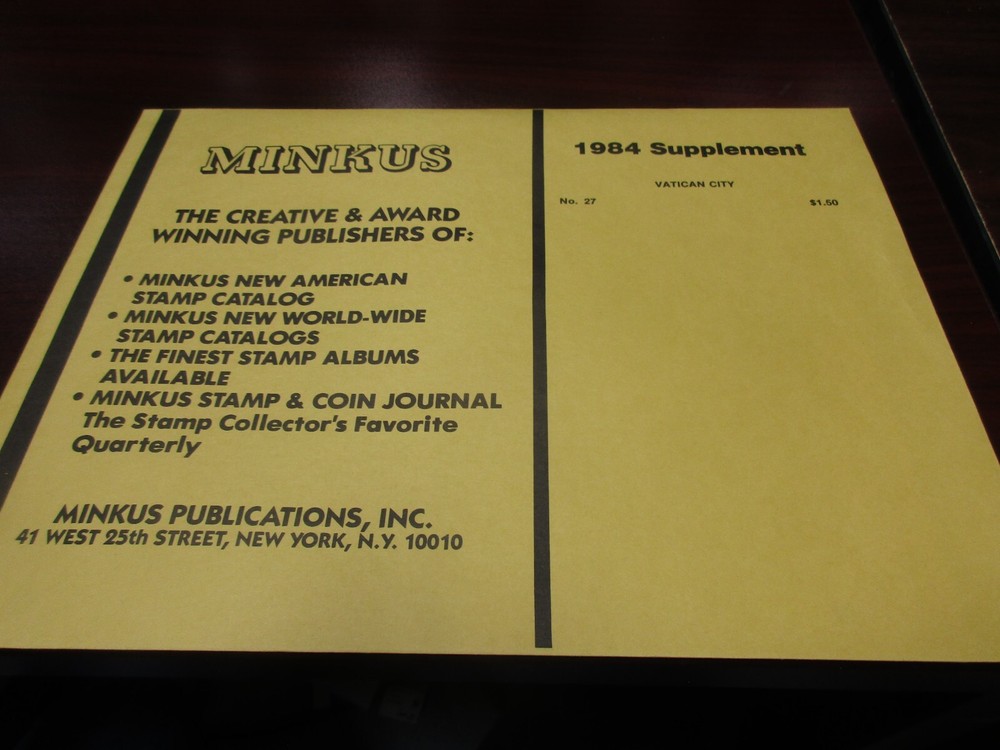 MINKUS
THE CREATIVE & AWARD
WINNING PUBLISHERS OF:
• MINKUS NEW AMERICAN
STAMP CATALOG
• MINKUS NEW WORLD-WIDE
STAMP CATALOGS
• THE FINEST STAMP ALBUMS
AVAILABLE
• MINKUS STAMP & COIN JOURNAL
The Stamp Collector's Favorite
Quarterly
MINKUS PUBLICATIONS, INC.
41 WEST 25th STREET, NEW YORK, N.Y. 10010
1984 Supplement
VATICAN CITY
No. 27 $1.50